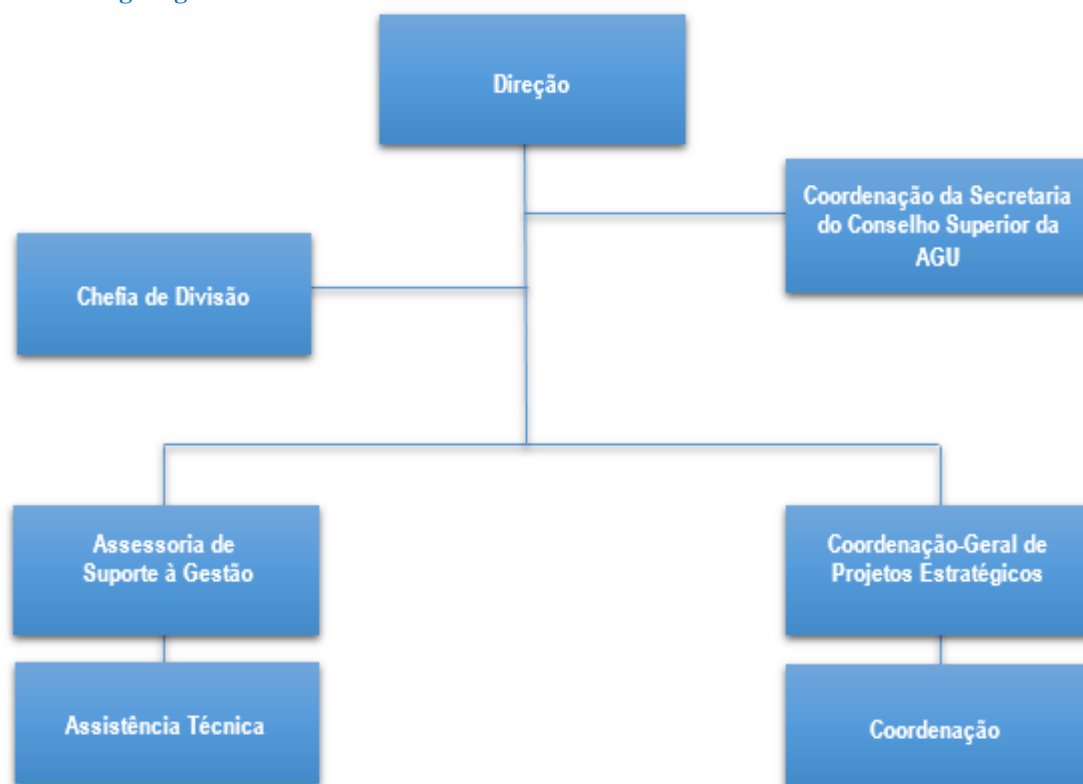 Direção
Coordenação da Secretaria
do Conselho Superior da
AGU
Chefia de Divisão
Assessoria de
Suporte à Gestão
Coordenação-Geral de
Projetos Estratégicos
Assistência Técnica
Coordenação